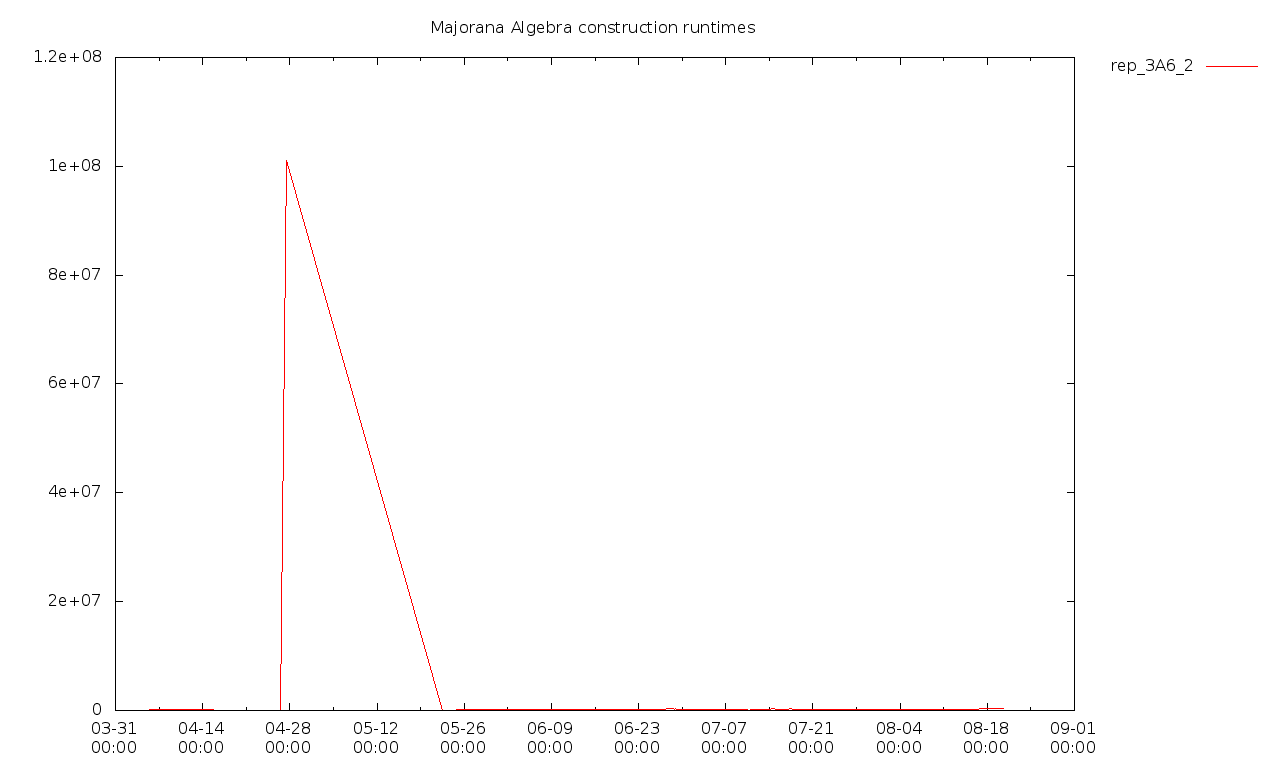 Majorana Algebra construction runtimes
rep_3A6_2
1.2e+08
1e+08
8e+07
6e+07
4e+07
2e+07
0
03-31 04-14 04-28 05-12 05-26 06-09 06-23 07-07 07-21 08-04 08-18 09-01
00:00 00:00 00:00 00:00 00:00 00:00 00:00 00:00 00:00 00:00 00:00 00:00